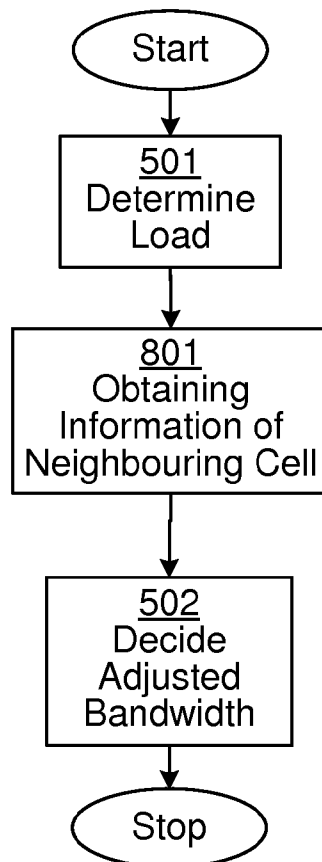 Start
501
Determine
Load
801
Obtaining
Information of
Neighbouring Cell
502
Decide
Adjusted
Bandwidth
Stop